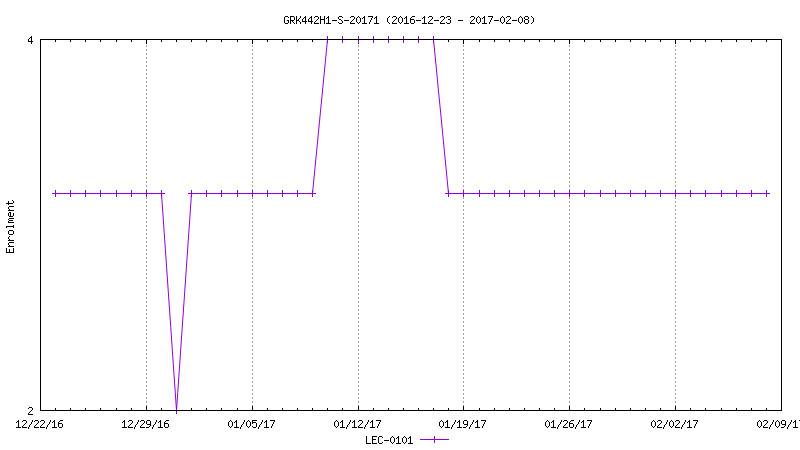 GRK442H1-S-20171 (2016-12-23 - 2017-02-08)
4
Enrolment
2
12/22/16 12/29/16 01/05/17 01/12/17 01/19/17 01/26/17 02/02/17 02/09/1
LEC-0101